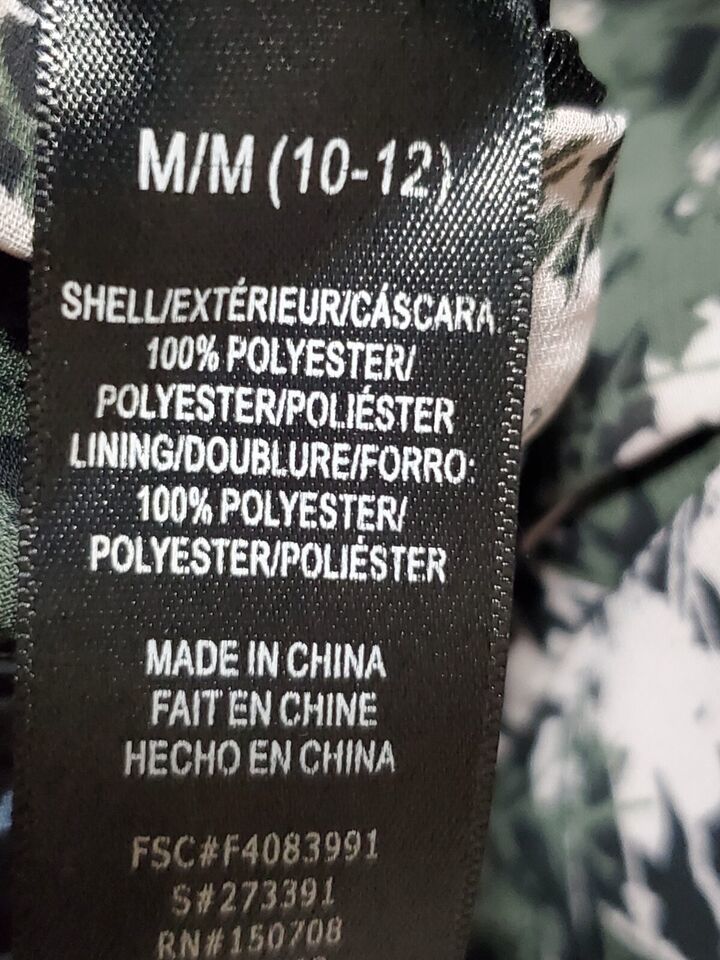 M/M (10-12)
SHELL/EXTÉRIEUR/CÁSCARA
100% POLYESTER/
POLYESTER/POLIÉSTER
LINING/DOUBLURE/FORRO:
100% POLYESTER/
POLYESTER/POLIÉSTER
MADE IN CHINA
FAIT EN CHINE
HECHO EN CHINA
FSC#F4083991
S#273391
RN#150708